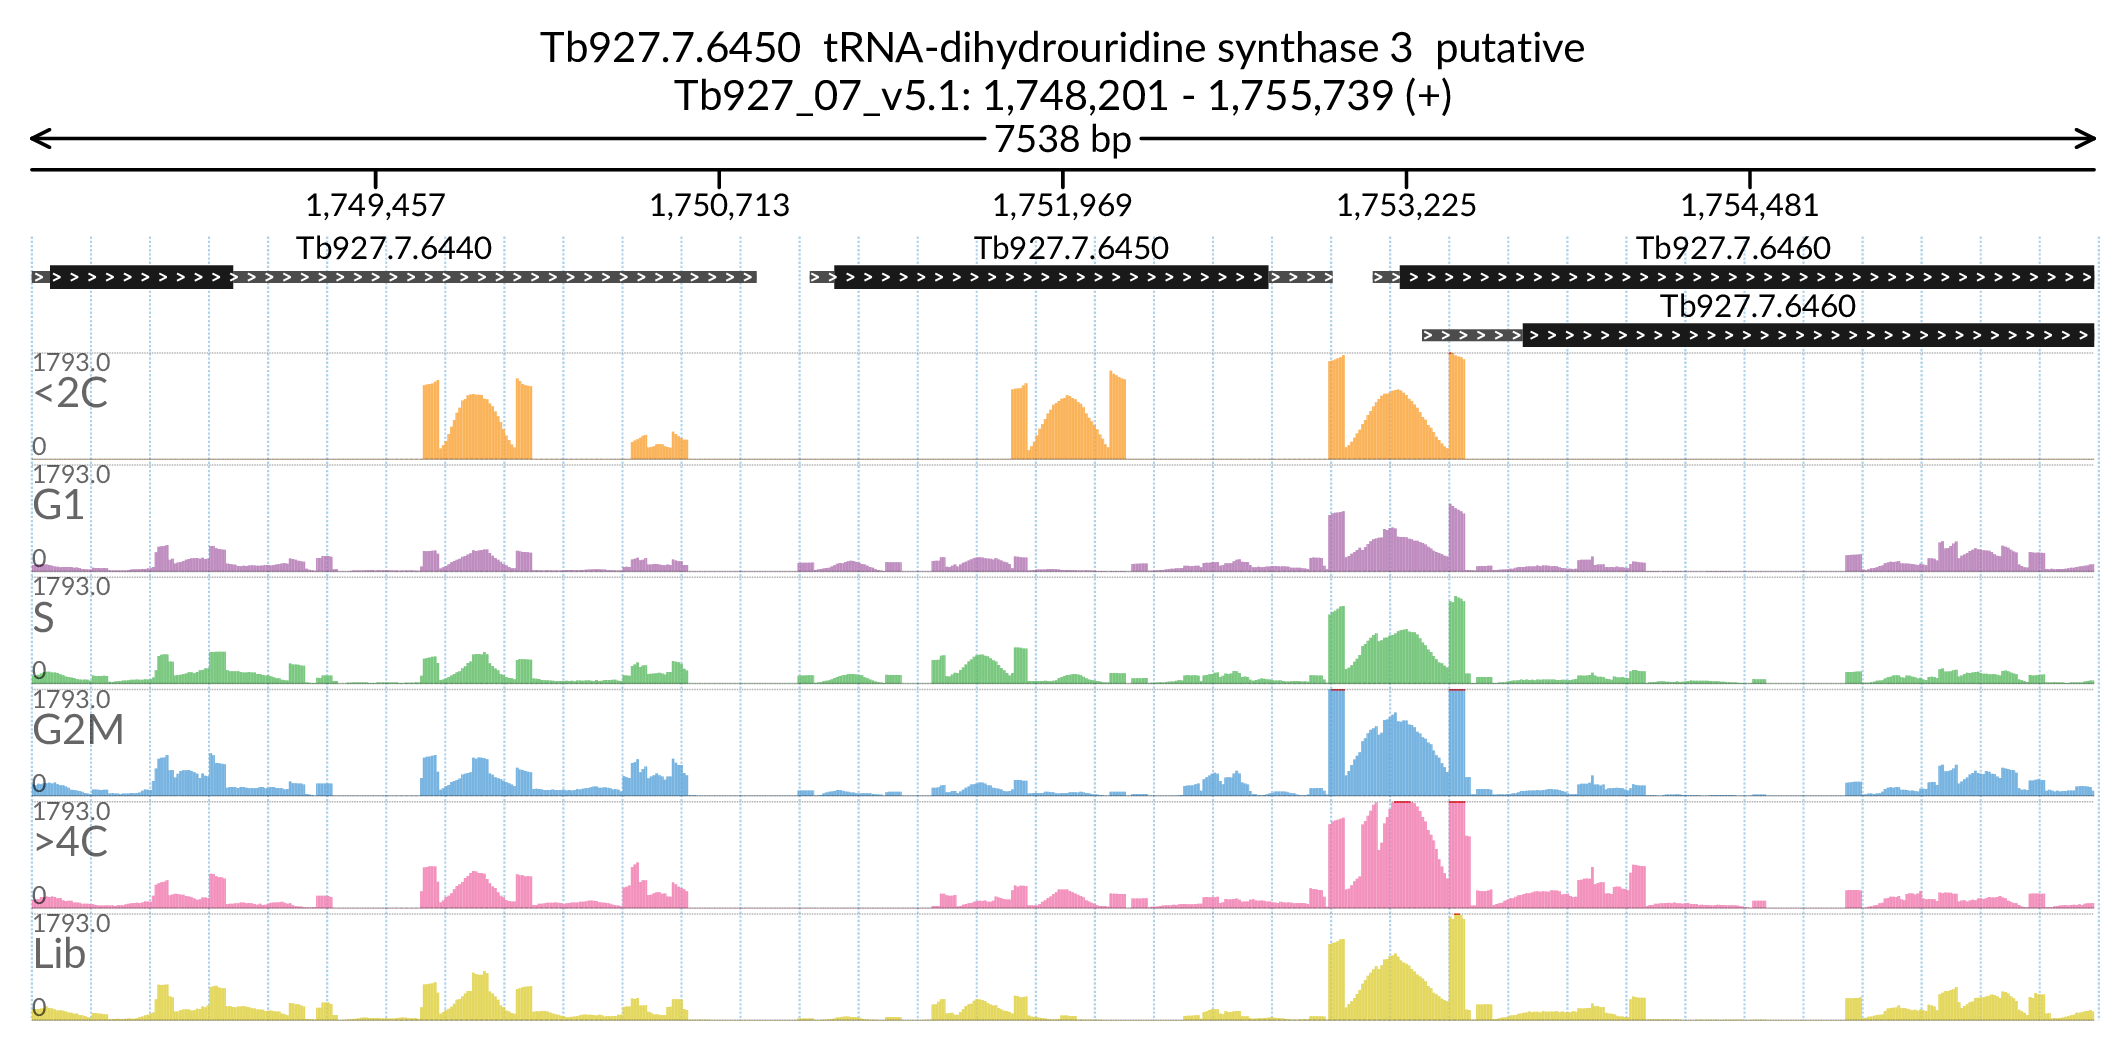 Tb927.7.6450  tRNA-dihydrouridine synthase 3  putative
Tb927_07_v5.1: 1,748,201 - 1,755,739 (+)
7538 bp
1,749,457 1,750,713 1,751,969 1,753,225 1,754,481
Tb927.7.6440 Tb927.7.6450 Tb927.7.6460
Tb927.7.6460
1793.0
<2C
0
1793.0
G1
0
1793.0
S
0
1793.0
G2M
0
1793.0
>4C
0
1793.0
Lib
0